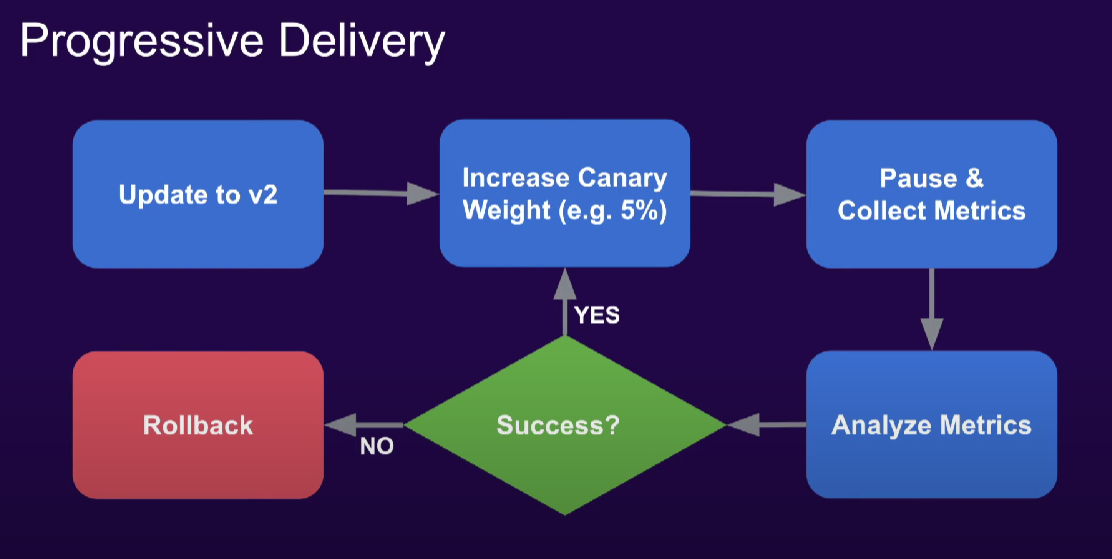 Progressive Delivery
Update to v2
Increase Canary
Weight (e.g. 5%)
Pause &
Collect Metrics
YES
Rollback
NO
Success?
Analyze Metrics